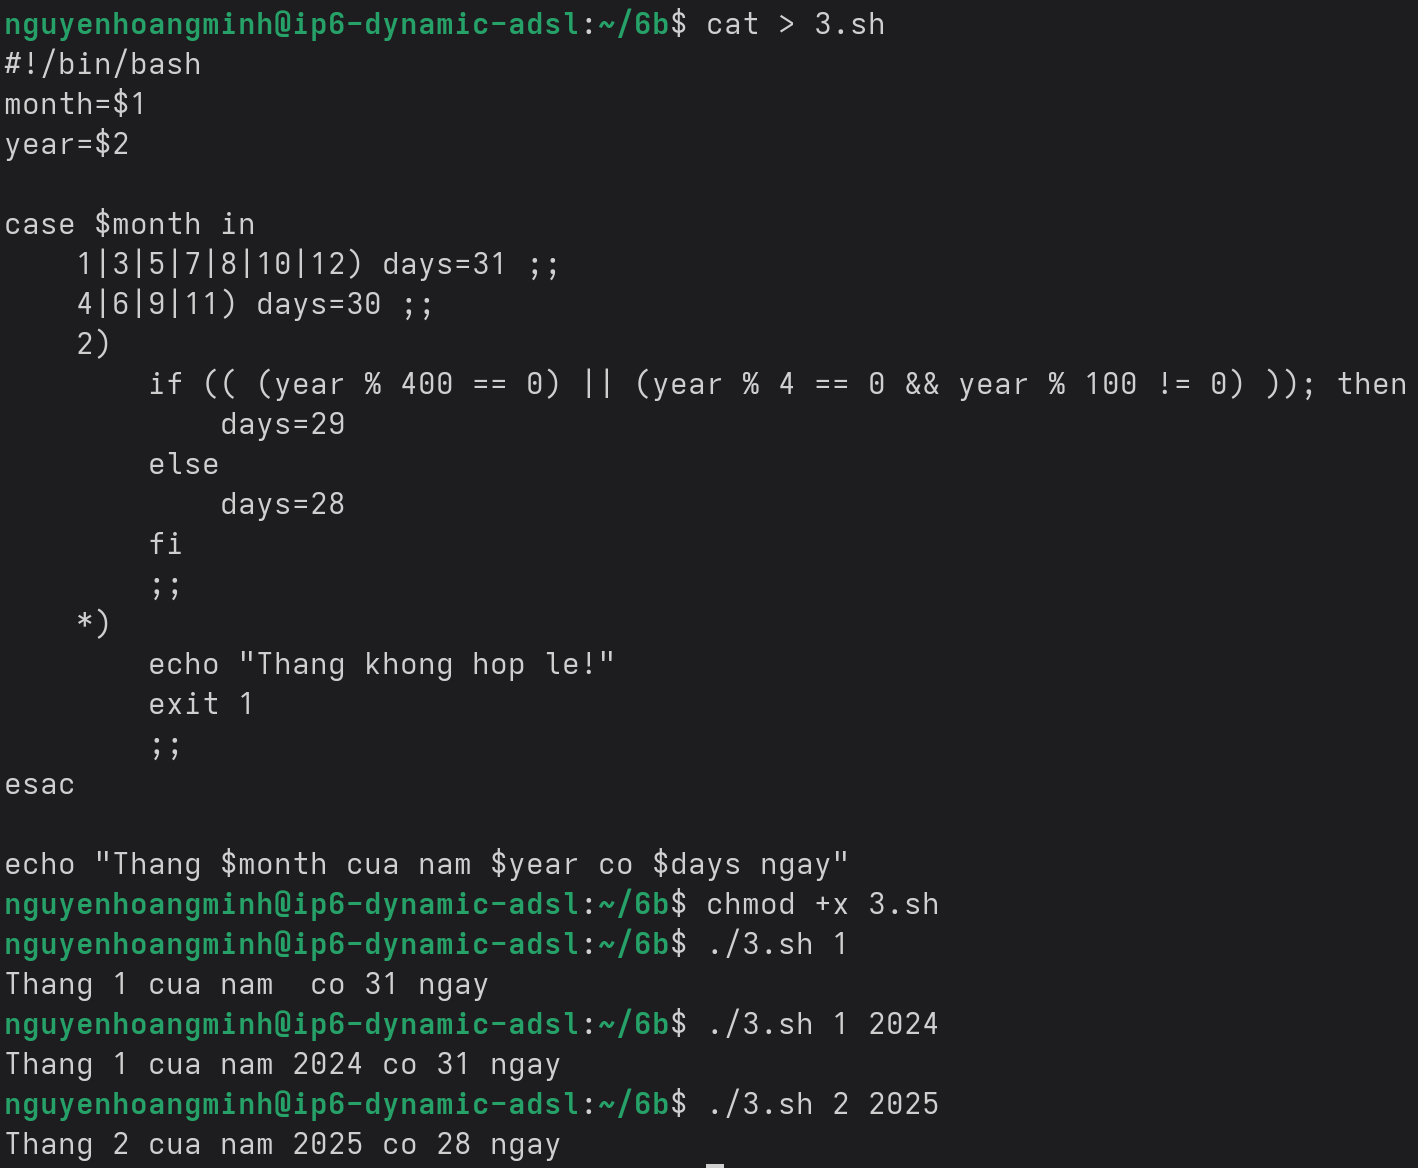 nguyenhoangminh@ip6-dynamic-adsl:~/6b$ cat > 3.sh
#!/bin/bash
month=$1
year=$2

case $month in
    1|3|5|7|8|10|12) days=31 ;;
    4|6|9|11) days=30 ;;
    2)
        if (( (year % 400 == 0) || (year % 4 == 0 && year % 100 != 0) )); then
            days=29
        else
            days=28
        fi
        ;;
    *)
        echo "Thang khong hop le!"
        exit 1
        ;;
esac

echo "Thang $month cua nam $year co $days ngay"
nguyenhoangminh@ip6-dynamic-adsl:~/6b$ chmod +x 3.sh
nguyenhoangminh@ip6-dynamic-adsl:~/6b$ ./3.sh 1
Thang 1 cua nam  co 31 ngay
nguyenhoangminh@ip6-dynamic-adsl:~/6b$ ./3.sh 1 2024
Thang 1 cua nam 2024 co 31 ngay
nguyenhoangminh@ip6-dynamic-adsl:~/6b$ ./3.sh 2 2025
Thang 2 cua nam 2025 co 28 ngay